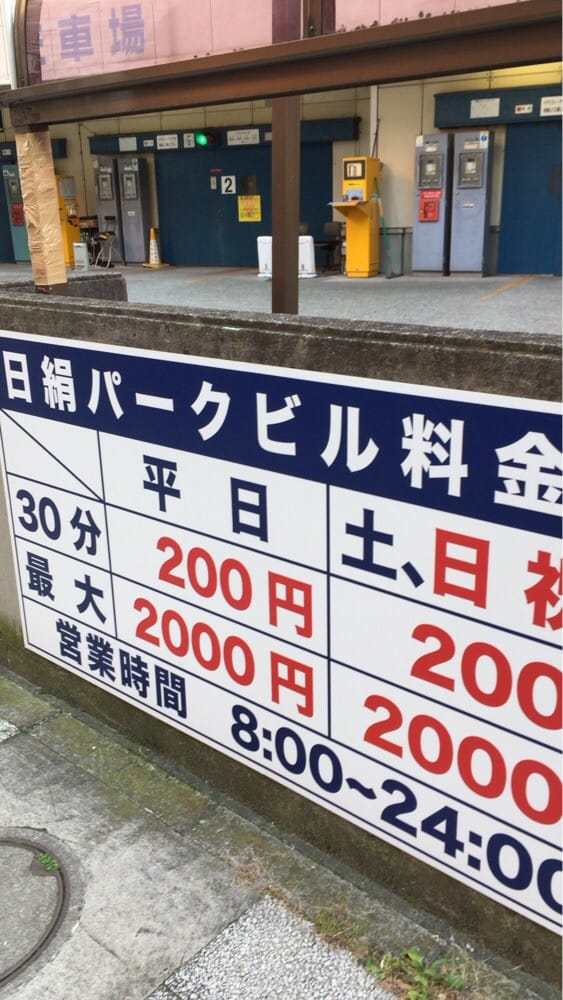 車場
2
日絹パークビル料金
平日 土、日祝
30分 200円 200
最大 2000円 2000
営業時間 8:00~24:00